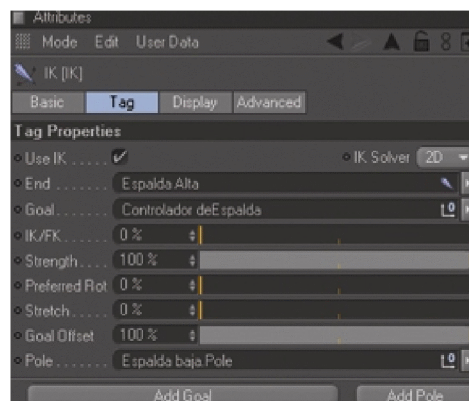 Attributes
Mode Edit User Data
IK [IK]
Basic Tag Display Advanced
Tag Properties
Use IK ..... IK Solver 2D
End ....... Espalda Alta
Goal ....... Controlador deEspalda
IK/FK ..... 0 %
Strength .... 100 %
Preferred Rot 0 %
Stretch ..... 0 %
Goal Offset 100 %
Pole ....... Espalda baja.Pole
Add Goal Add Pole